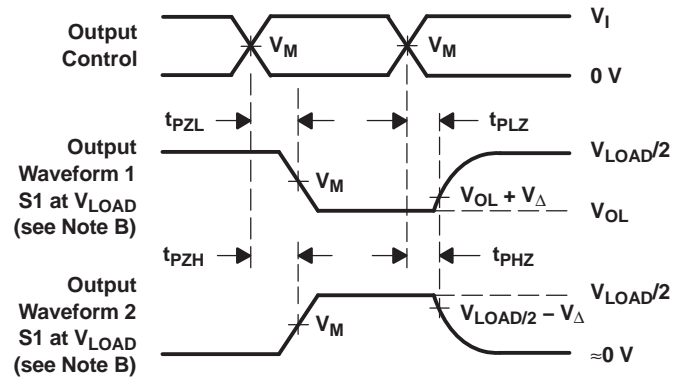 Output
Control
V_M
V_M
V_I
0 V
t_PZL
t_PLZ
Output
Waveform 1
S1 at V_LOAD
(see Note B)
V_M
V_OL + V_Δ
V_LOAD/2
V_OL
t_PZH
t_PHZ
Output
Waveform 2
S1 at V_LOAD
(see Note B)
V_M
V_LOAD/2 – V_Δ
V_LOAD/2
≈0 V